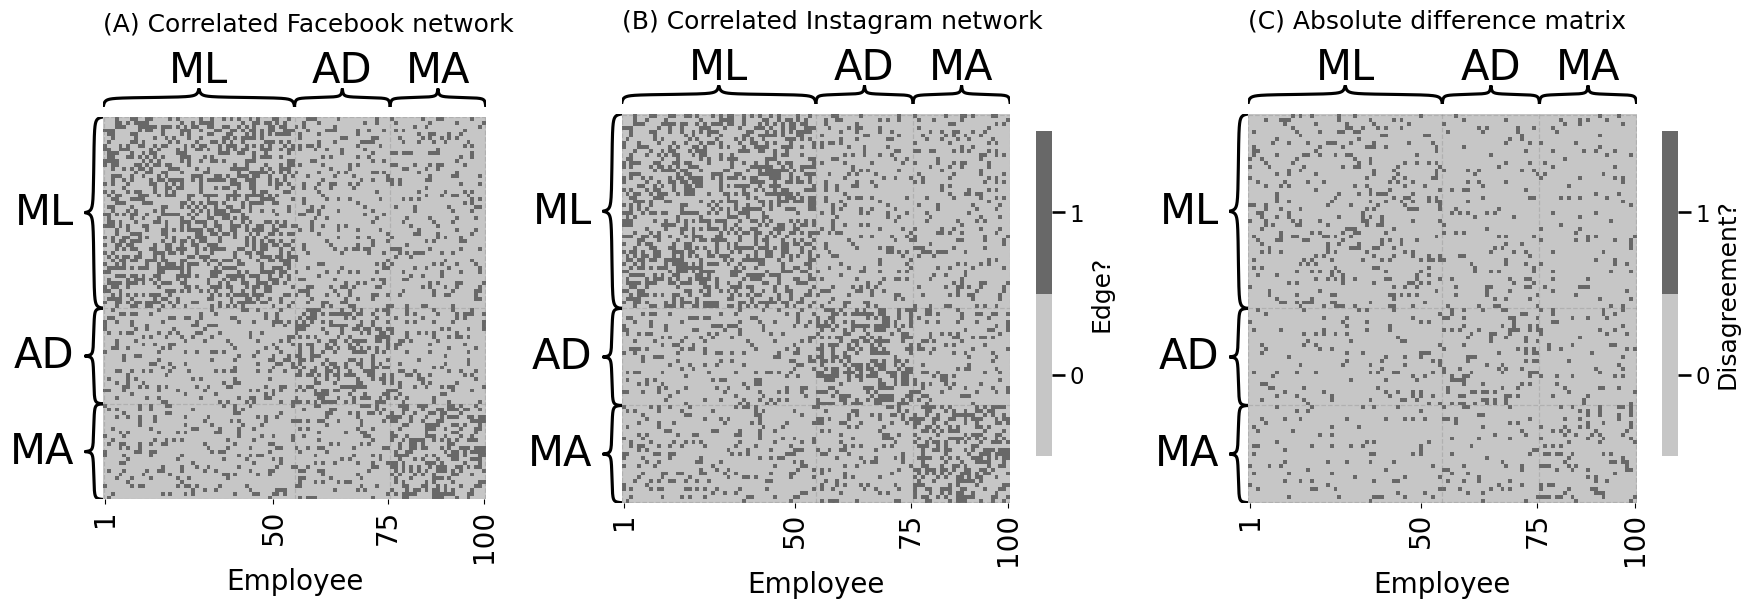 (A) Correlated Facebook network
ML AD MA
ML
AD
MA
1 50 75 100
Employee
(B) Correlated Instagram network
ML AD MA
ML
AD
MA
1 50 75 100
Employee
1
0
Edge?
(C) Absolute difference matrix
ML AD MA
ML
AD
MA
1 50 75 100
Employee
1
0
Disagreement?